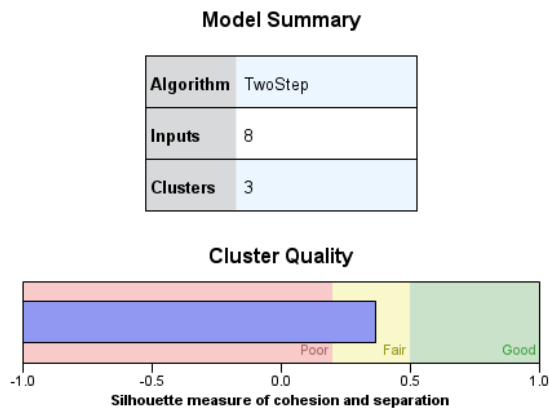 Model Summary
Algorithm TwoStep
Inputs 8
Clusters 3
Cluster Quality
Poor Fair Good
-1.0 -0.5 0.0 0.5 1.0
Silhouette measure of cohesion and separation